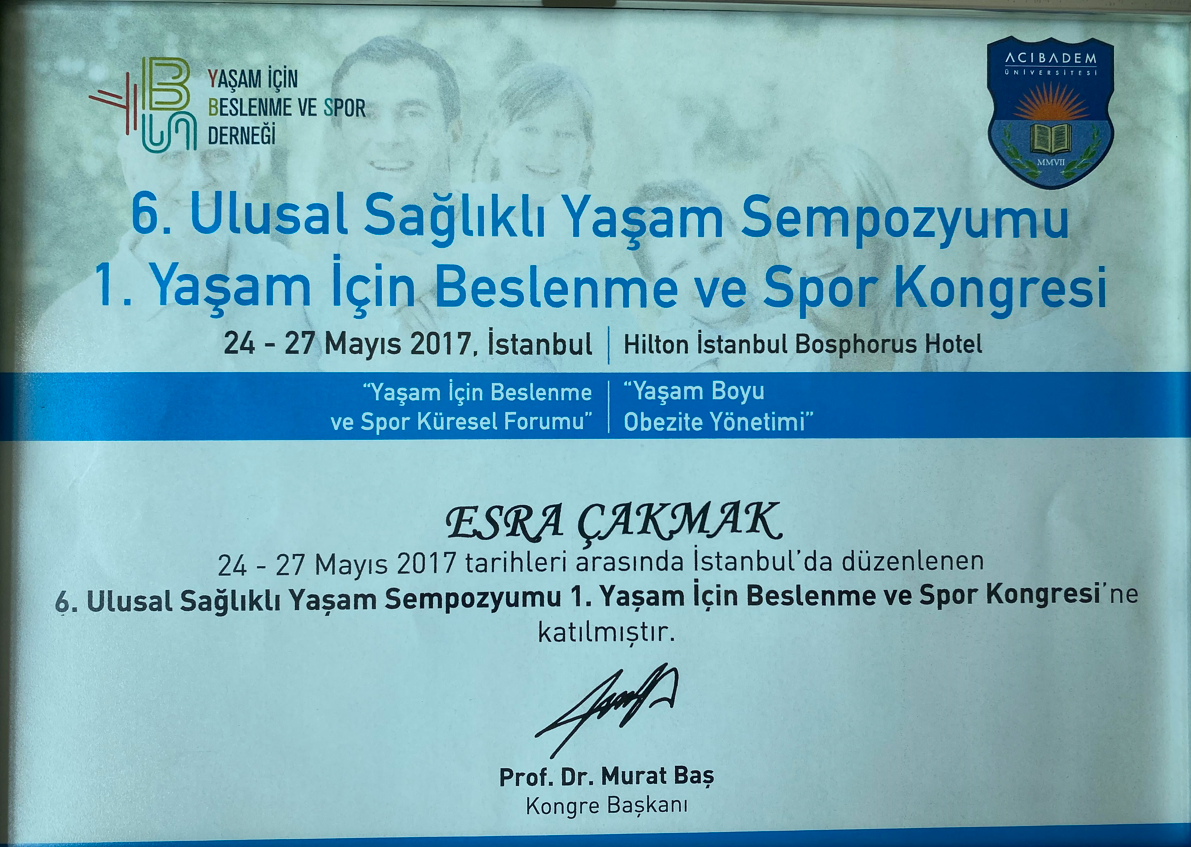 YAŞAM İÇİN
BESLENME VE SPOR
DERNEĞİ
ACIBADEM
ÜNİVERSİTESİ
MMVII
6. Ulusal Sağlıklı Yaşam Sempozyumu
1. Yaşam İçin Beslenme ve Spor Kongresi
24 - 27 Mayıs 2017, İstanbul | Hilton İstanbul Bosphorus Hotel
“Yaşam İçin Beslenme
ve Spor Küresel Forumu”
“Yaşam Boyu
Obezite Yönetimi”
ESRA ÇAKMAK
24 - 27 Mayıs 2017 tarihleri arasında İstanbul’da düzenlenen
6. Ulusal Sağlıklı Yaşam Sempozyumu 1. Yaşam İçin Beslenme ve Spor Kongresi’ne
katılmıştır.
Prof. Dr. Murat Baş
Kongre Başkanı